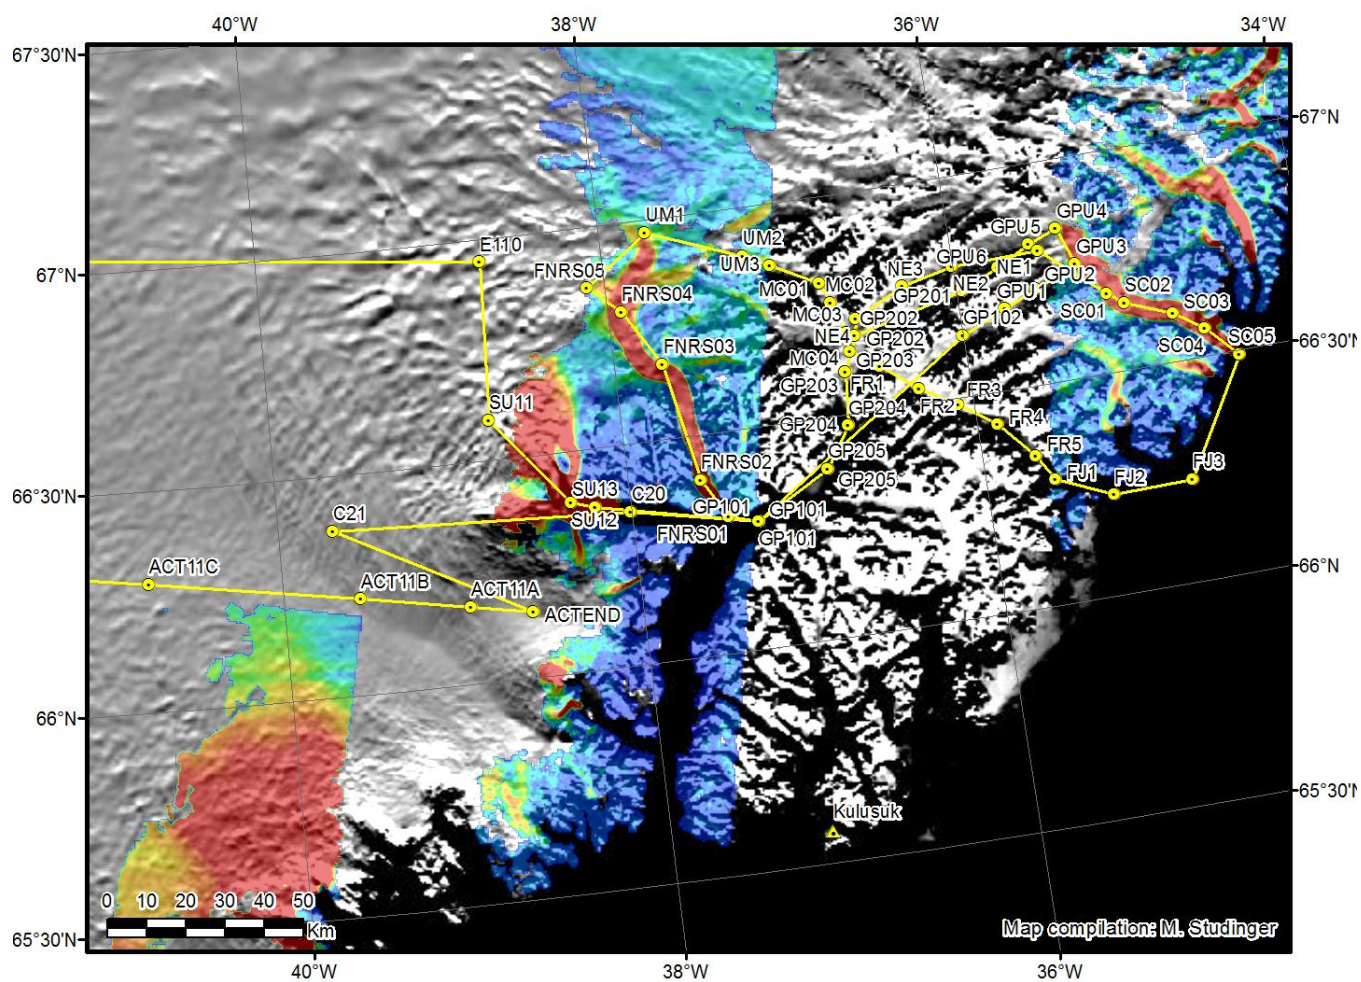 40°W 38°W 36°W 34°W
67°30'N
67°N
UM1
GPU4
GPU5
E110
UM2
GPU3
FNRS05
UM3
NE3
GPU6
NE1
GPU2
MC01
MC02
NE2
SC02
FNRS04
GP201
GPU1
SC01
SC03
67°N
MC03
GP202
GP102
NE4
GP202
SC04
SC05
66°30'N
FNRS03
MC04
GP203
GP203
FR1
FR3
SU11
GP204
FR2
FR4
GP204
FR5
GP205
FNRS02
GP205
FJ1
FJ2
FJ3
66°30'N
SU13
C20
GP101
GP101
C21
SU12
FNRS01
GP101
66°N
ACT11C
ACT11B
ACT11A
ACTEND
66°N
65°30'N
Kulusuk
0 10 20 30 40 50
Km
Map compilation: M. Studinger
65°30'N
40°W 38°W 36°W